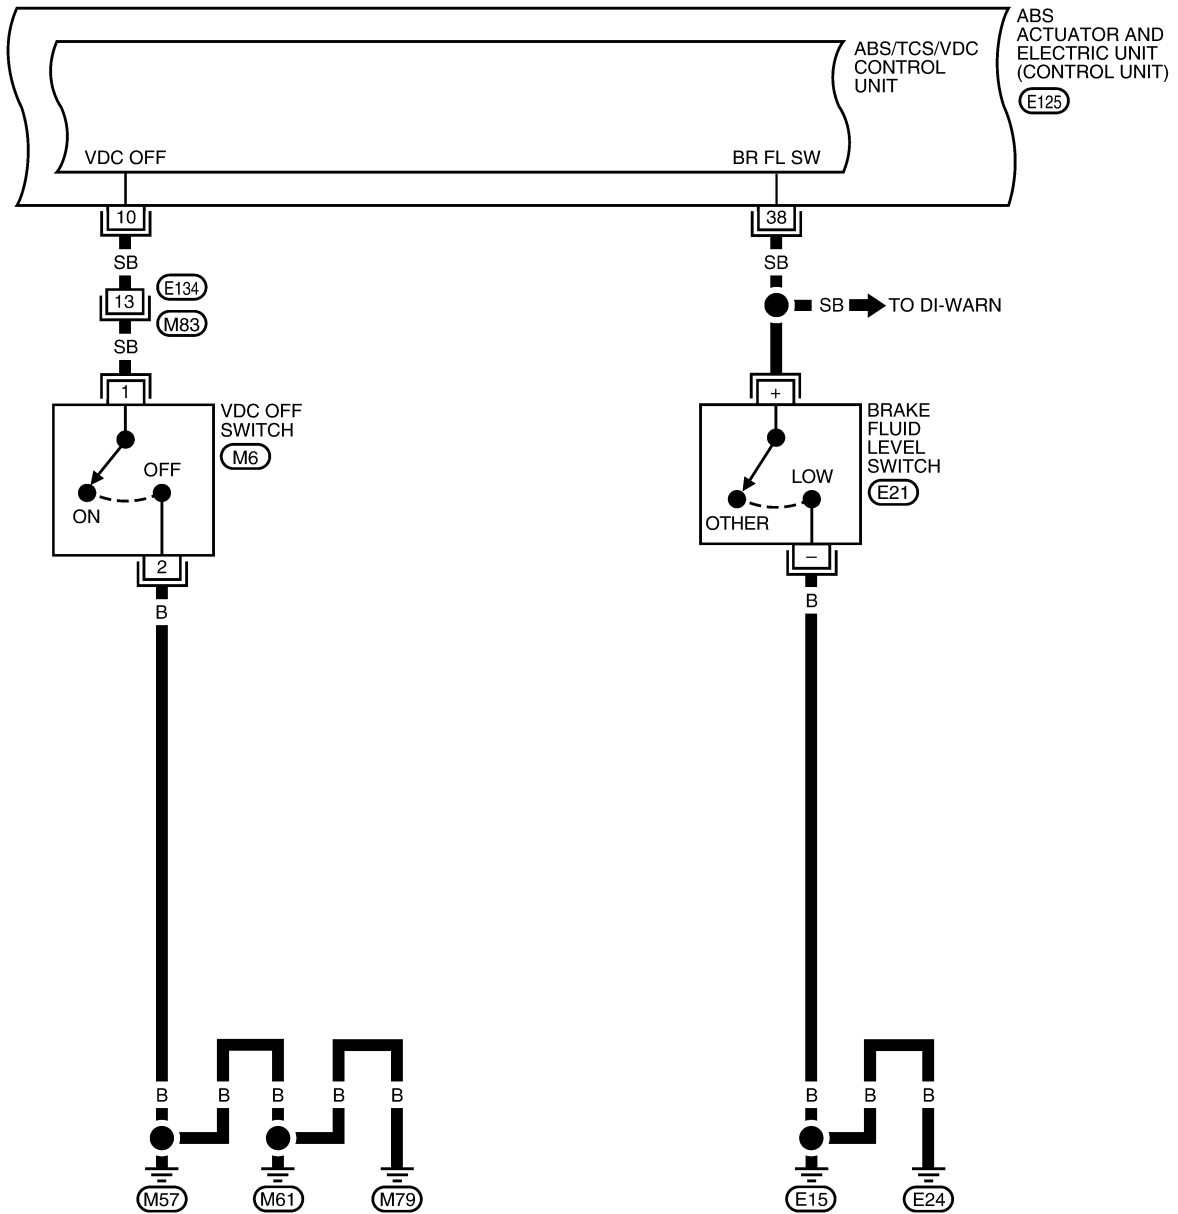 ABS
ACTUATOR AND
ELECTRIC UNIT
(CONTROL UNIT)
E125
ABS/TCS/VDC
CONTROL
UNIT
VDC OFF
BR FL SW
10
38
SB
SB
E134
13
SB
TO DI-WARN
M83
SB
1
+
VDC OFF
SWITCH
M6
OFF
ON
BRAKE
FLUID
LEVEL
SWITCH
E21
LOW
OTHER
2
–
B
B
B
B
B
B
B
B
B
B
M57
M61
M79
E15
E24